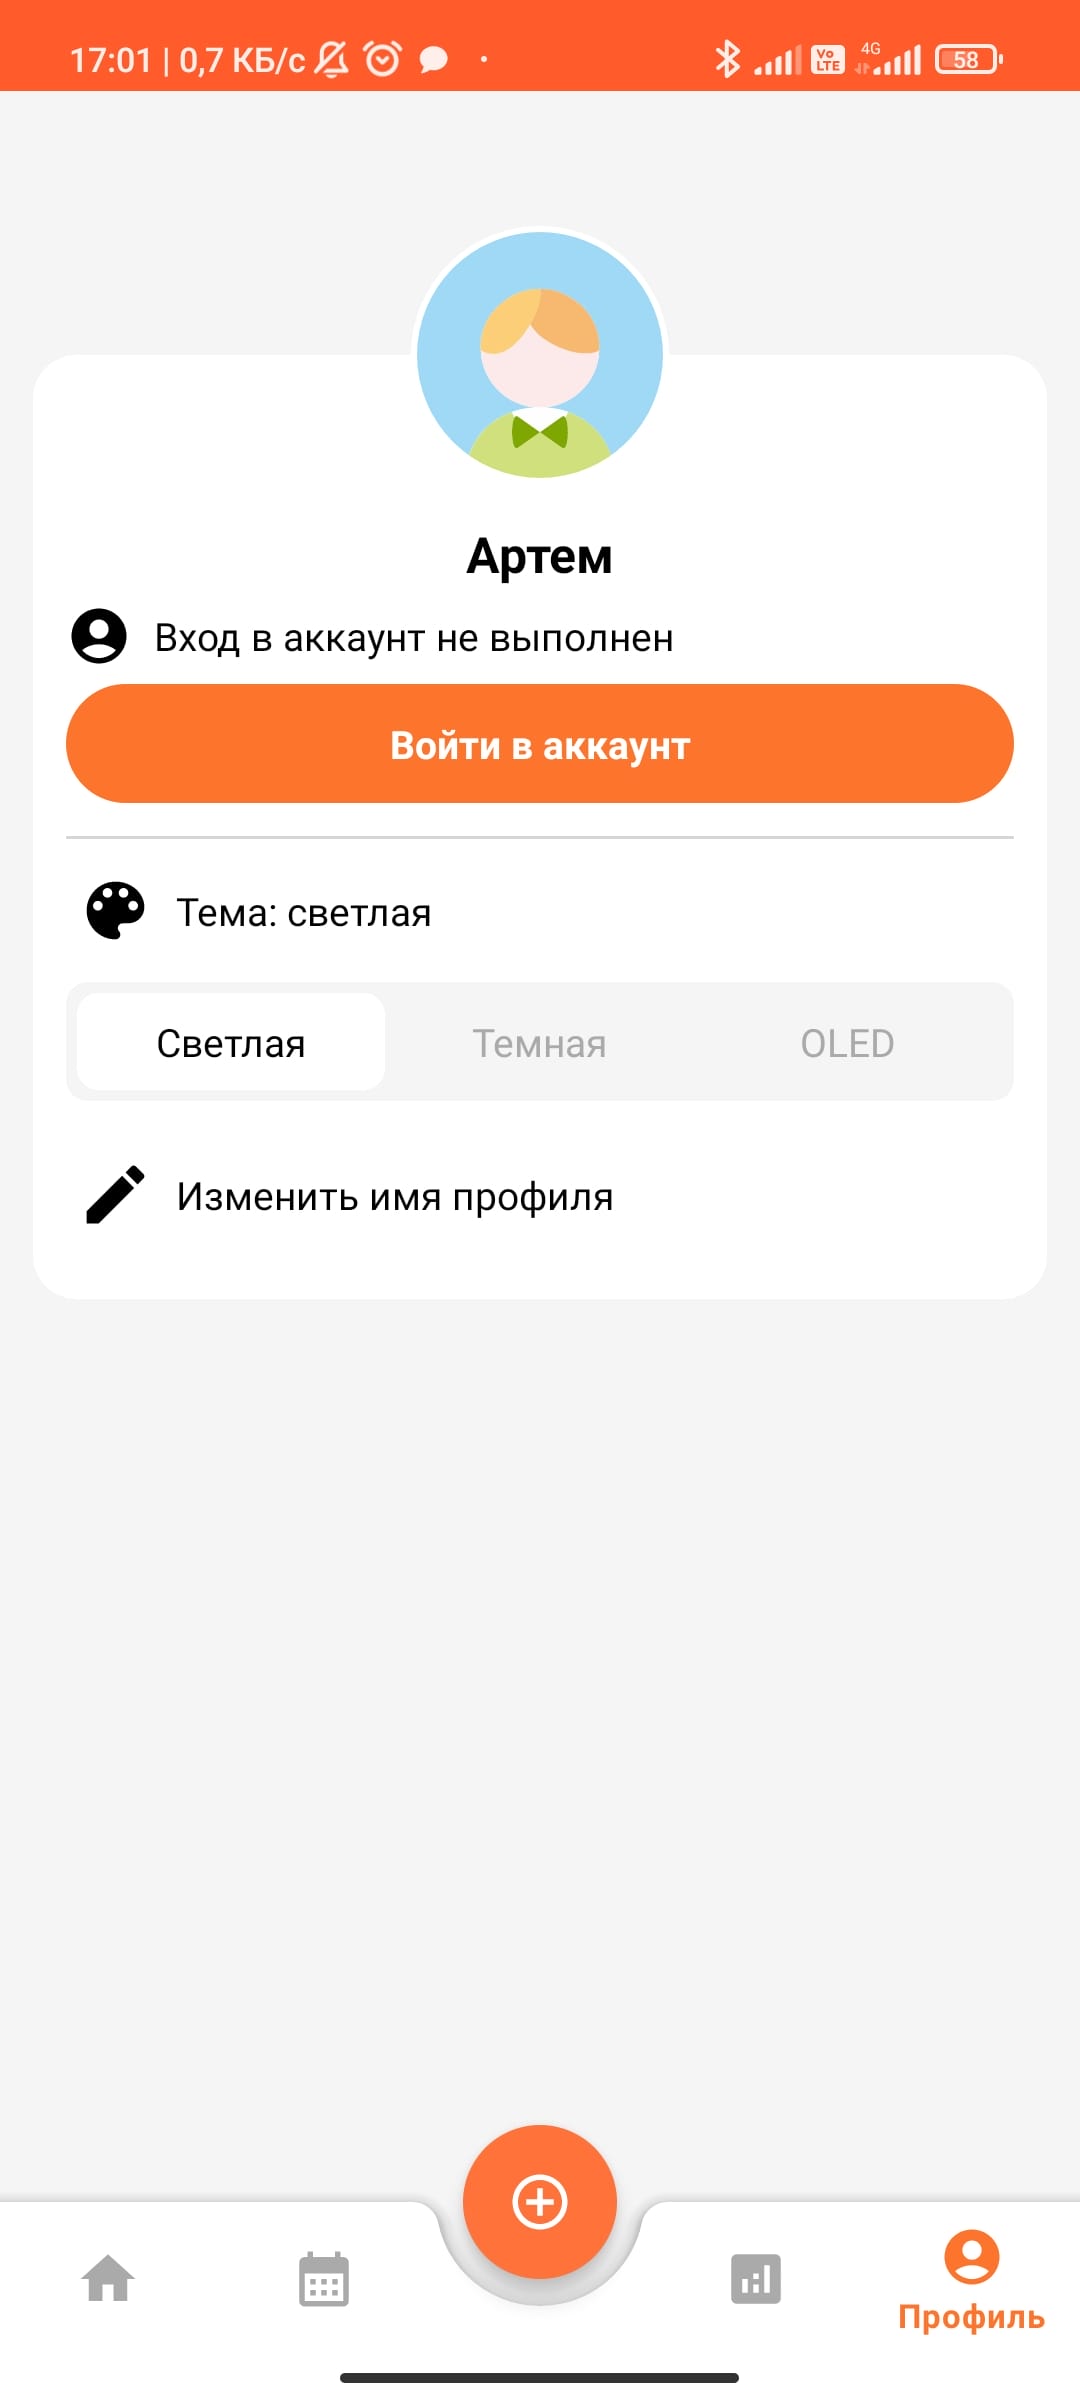 17:01 | 0,7 КБ/с
Vo LTE
4G
58
Артем
Вход в аккаунт не выполнен
Войти в аккаунт
Тема: светлая
Светлая
Темная
OLED
Изменить имя профиля
Профиль